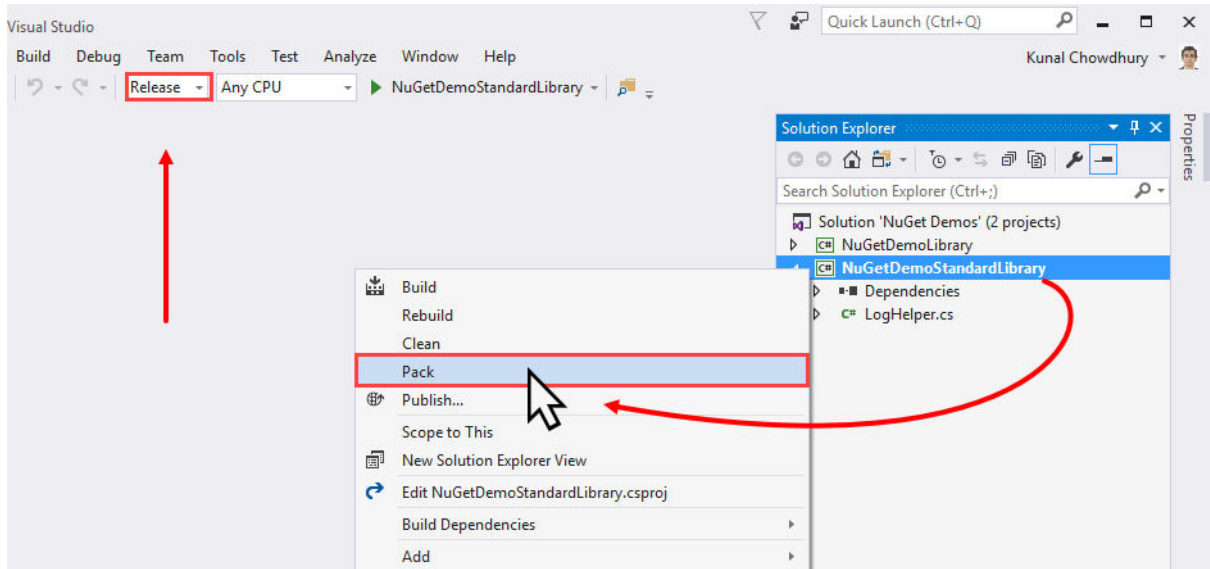 Visual Studio
Quick Launch (Ctrl+Q)
Build Debug Team Tools Test Analyze Window Help
Kunal Chowdhury
Release Any CPU NuGetDemoStandardLibrary
Properties
Solution Explorer
Search Solution Explorer (Ctrl+;)
Solution 'NuGet Demos' (2 projects)
C# NuGetDemoLibrary
C# NuGetDemoStandardLibrary
Dependencies
C# LogHelper.cs
Build
Rebuild
Clean
Pack
Publish...
Scope to This
New Solution Explorer View
Edit NuGetDemoStandardLibrary.csproj
Build Dependencies
Add